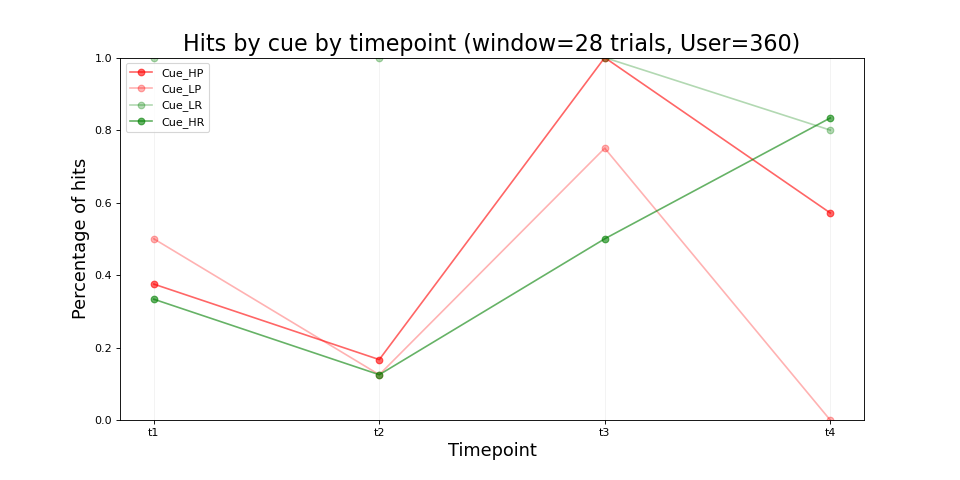 Hits by cue by timepoint (window=28 trials, User=360)
Percentage of hits
1.0
0.8
0.6
0.4
0.2
0.0
Cue_HP
Cue_LP
Cue_LR
Cue_HR
t1
t2
t3
t4
Timepoint